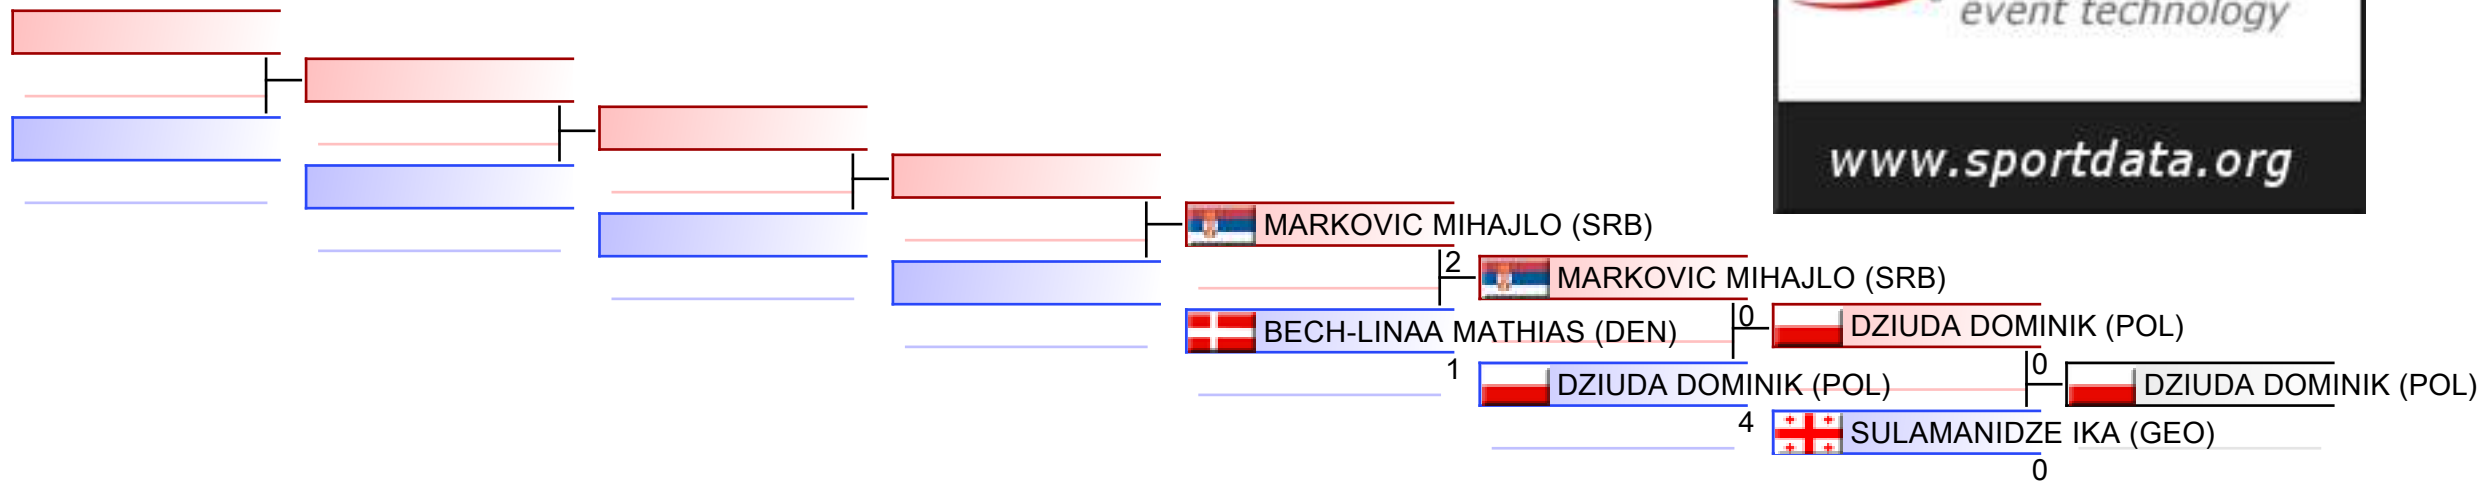 event technology
www.sportdata.org
MARKOVIC MIHAJLO (SRB)
2
MARKOVIC MIHAJLO (SRB)
BECH-LINAA MATHIAS (DEN)
0
DZIUDA DOMINIK (POL)
1
DZIUDA DOMINIK (POL)
0
DZIUDA DOMINIK (POL)
4
SULAMANIDZE IKA (GEO)
0